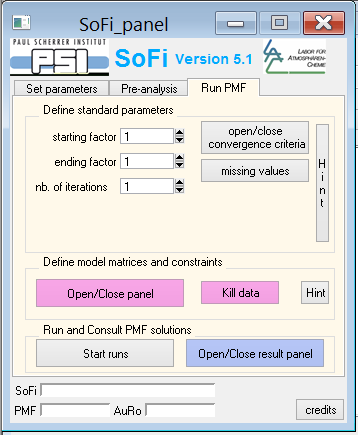 SoFi_panel
PAUL SCHERRER INSTITUT
PSI
SoFi Version 5.1
LABOR FÜR
ATMOSPHÄREN-
CHEMIE
Set parameters
Pre-analysis
Run PMF
Define standard parameters
starting factor 1
ending factor 1
nb. of iterations 1
open/close
convergence criteria
missing values
Hint
Define model matrices and constraints
Open/Close panel
Kill data
Hint
Run and Consult PMF solutions
Start runs
Open/Close result panel
SoFi
PMF
AuRo
credits